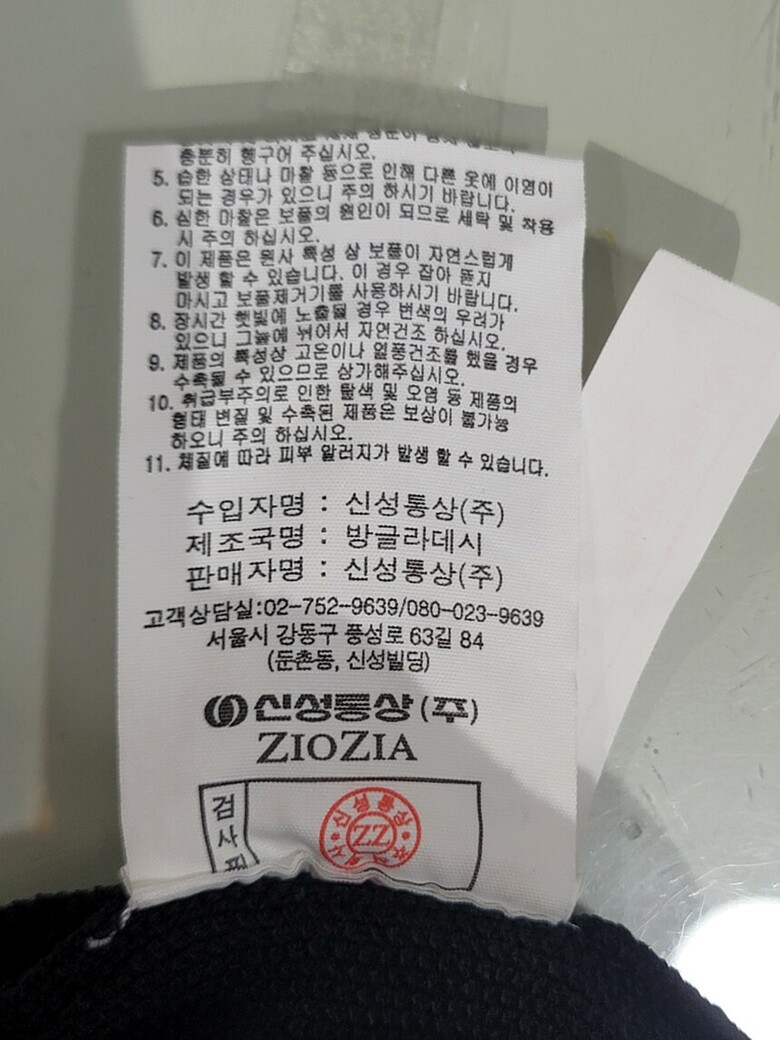 충분히 헹구어 주십시오.
5. 습한 상태나 마찰 등으로 인해 다른 옷에 이염이
되는 경우가 있으니 주의 하시기 바랍니다.
6. 심한 마찰은 보풀의 원인이 되므로 세탁 및 착용
시 주의 하십시오.
7. 이 제품은 원사 특성 상 보풀이 자연스럽게
발생 할 수 있습니다. 이 경우 잡아 뜯지
마시고 보풀제거기를 사용하시기 바랍니다.
8. 장시간 햇빛에 노출될 경우 변색의 우려가
있으니 그늘에 뉘어서 자연건조 하십시오.
9. 제품의 특성상 고온이나 열풍건조를 했을 경우
수축될 수 있으므로 삼가해주십시오.
10. 취급부주의로 인한 탈색 및 오염 등 제품의
형태 변질 및 수축된 제품은 보상이 불가능
하오니 주의 하십시오.
11. 체질에 따라 피부 알러지가 발생 할 수 있습니다.
수입자명 : 신성통상(주)
제조국명 : 방글라데시
판매자명 : 신성통상(주)
고객상담실:02-752-9639/080-023-9639
서울시 강동구 풍성로 63길 84
(둔촌동, 신성빌딩)
신성통상(주)
ZIOZIA
검사필
신성통상
ZZ